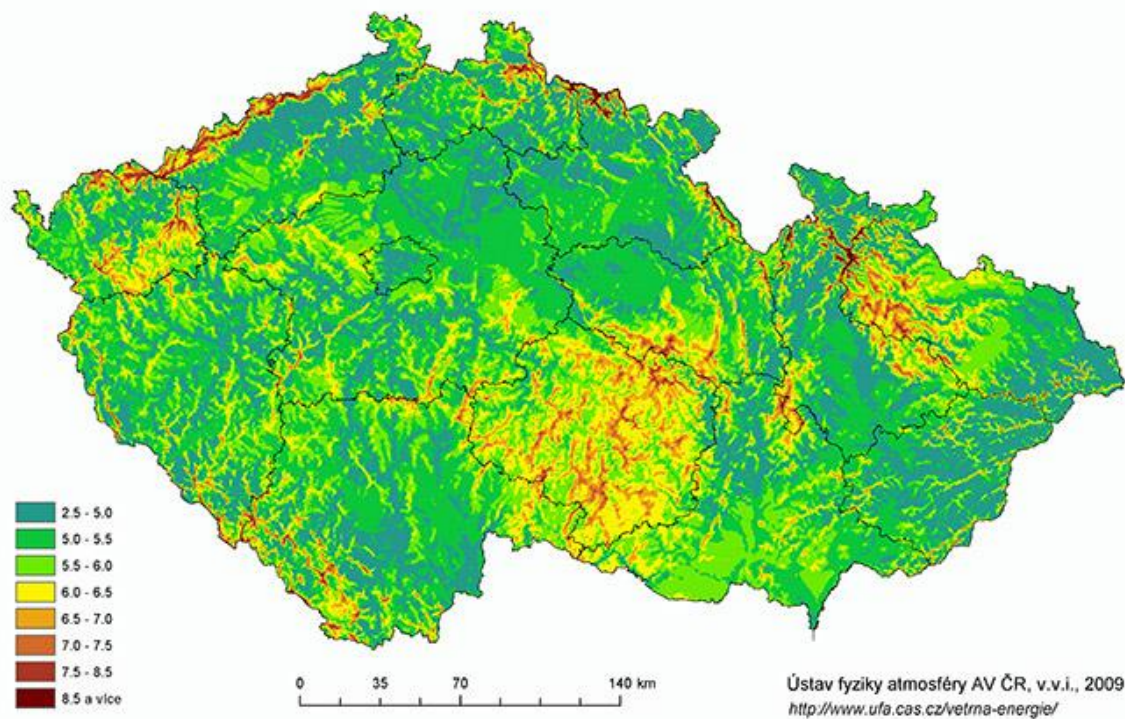 2.5 - 5.0
5.0 - 5.5
5.5 - 6.0
6.0 - 6.5
6.5 - 7.0
7.0 - 7.5
7.5 - 8.5
8.5 a více
0 35 70 140 km
Ústav fyziky atmosféry AV ČR, v.v.i., 2009
http://www.ufa.cas.cz/vetrna-energie/